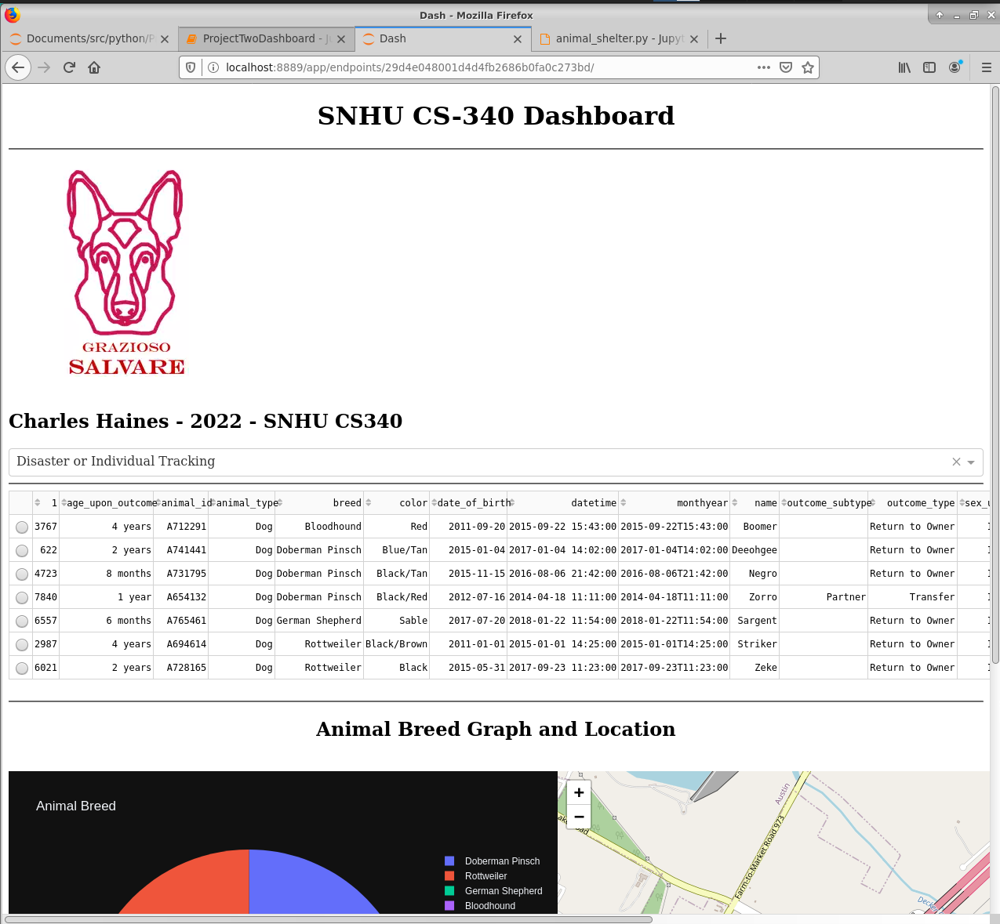 Dash - Mozilla Firefox
Documents/src/python/P
ProjectTwoDashboard - Ju
Dash
animal_shelter.py - Jupyt
localhost:8889/app/endpoints/29d4e048001d4d4fb2686b0fa0c273bd/
SNHU CS-340 Dashboard
GRAZIOSO
SALVARE
Charles Haines - 2022 - SNHU CS340
Disaster or Individual Tracking
1 age_upon_outcome animal_id animal_type breed color date_of_birth datetime monthyear name outcome_subtype outcome_type sex_u
3767 4 years A712291 Dog Bloodhound Red 2011-09-20 2015-09-22 15:43:00 2015-09-22T15:43:00 Boomer Return to Owner
622 2 years A741441 Dog Doberman Pinsch Blue/Tan 2015-01-04 2017-01-04 14:02:00 2017-01-04T14:02:00 Deeohgee Return to Owner
4723 8 months A731795 Dog Doberman Pinsch Black/Tan 2015-11-15 2016-08-06 21:42:00 2016-08-06T21:42:00 Negro Return to Owner
7840 1 year A654132 Dog Doberman Pinsch Black/Red 2012-07-16 2014-04-18 11:11:00 2014-04-18T11:11:00 Zorro Partner Transfer
6557 6 months A765461 Dog German Shepherd Sable 2017-07-20 2018-01-22 11:54:00 2018-01-22T11:54:00 Sargent Return to Owner
2987 4 years A694614 Dog Rottweiler Black/Brown 2011-01-01 2015-01-01 14:25:00 2015-01-01T14:25:00 Striker Return to Owner
6021 2 years A728165 Dog Rottweiler Black 2015-05-31 2017-09-23 11:23:00 2017-09-23T11:23:00 Zeke Return to Owner
Animal Breed Graph and Location
Animal Breed
Doberman Pinsch
Rottweiler
German Shepherd
Bloodhound
+
−
Austin
Farm-to-Market Road 973